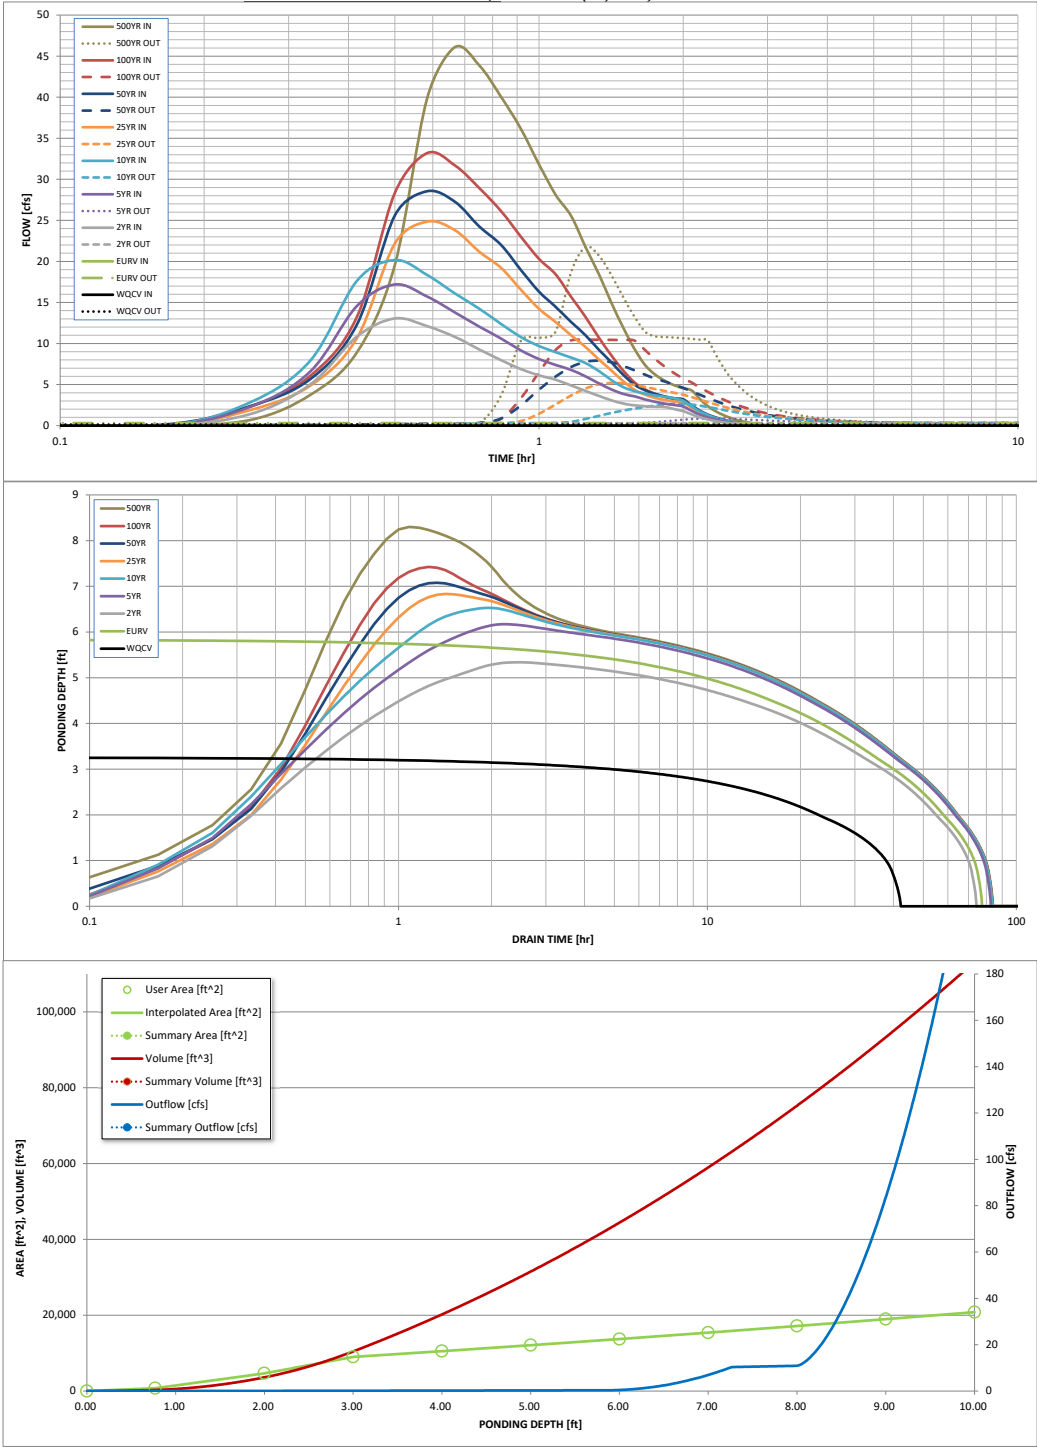 50
45
40
35
30
25
20
15
10
5
0
FLOW [cfs]
500YR IN
500YR OUT
100YR IN
100YR OUT
50YR IN
50YR OUT
25YR IN
25YR OUT
10YR IN
10YR OUT
5YR IN
5YR OUT
2YR IN
2YR OUT
EURV IN
EURV OUT
WQCV IN
WQCV OUT
0.1
1
10
TIME [hr]
9
8
7
6
5
4
3
2
1
0
PONDING DEPTH [ft]
500YR
100YR
50YR
25YR
10YR
5YR
2YR
EURV
WQCV
0.1
1
10
100
DRAIN TIME [hr]
100,000
80,000
60,000
40,000
20,000
0
AREA [ft^2], VOLUME [ft^3]
User Area [ft^2]
Interpolated Area [ft^2]
Summary Area [ft^2]
Volume [ft^3]
Summary Volume [ft^3]
Outflow [cfs]
Summary Outflow [cfs]
180
160
140
120
100
80
60
40
20
0
OUTFLOW [cfs]
0.00
1.00
2.00
3.00
4.00
5.00
6.00
7.00
8.00
9.00
10.00
PONDING DEPTH [ft]